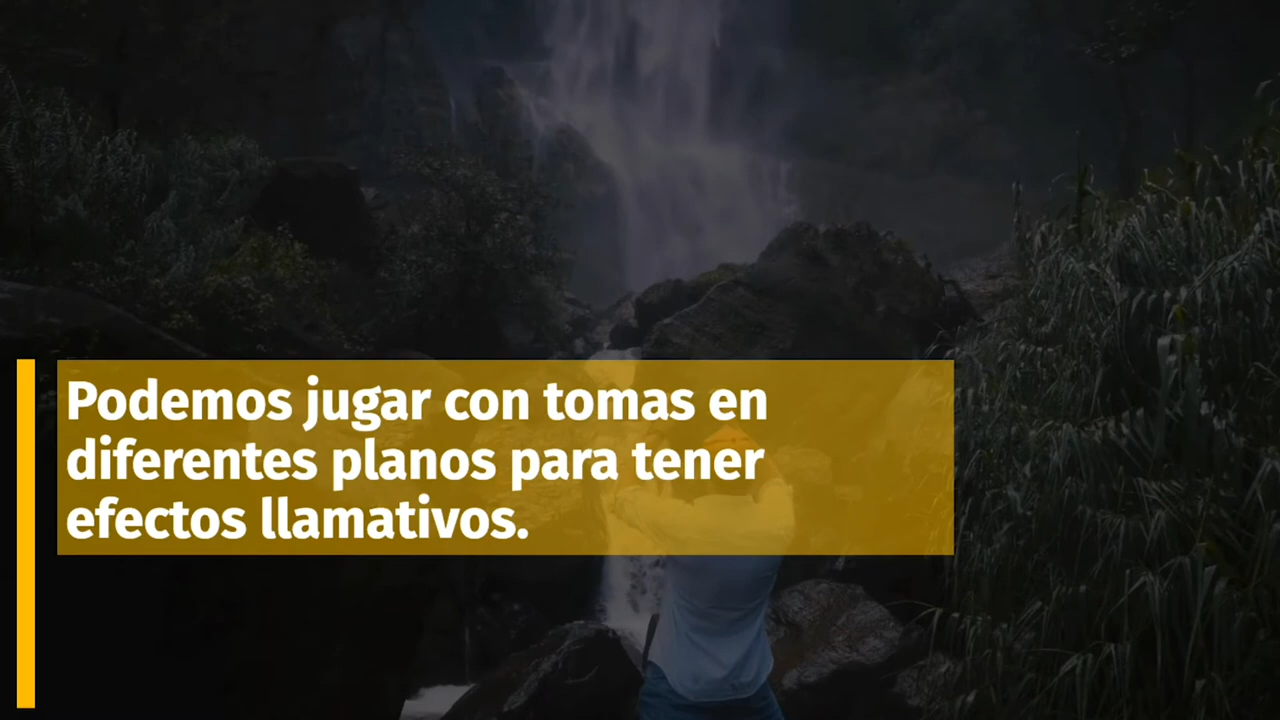 Podemos jugar con tomas en
diferentes planos para tener
efectos llamativos.